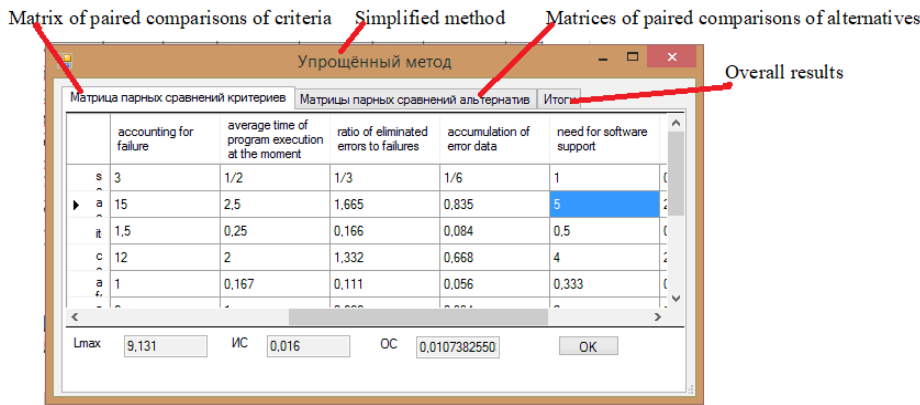 Matrix of paired comparisons of criteria Simplified method Matrices of paired comparisons of alternatives
Упрощённый метод
Overall results
Матрица парных сравнений критериев Матрицы парных сравнений альтернатив Итоги
accounting for failure
average time of program execution at the moment
ratio of eliminated errors to failures
accumulation of error data
need for software support
s 3 1/2 1/3 1/6 1
a 15 2,5 1,665 0,835 5
it 1,5 0,25 0,166 0,084 0,5
c 12 2 1,332 0,668 4
a 1 0,167 0,111 0,056 0,333
Lmax 9,131 ИС 0,016 ОС 0,0107382550 OK